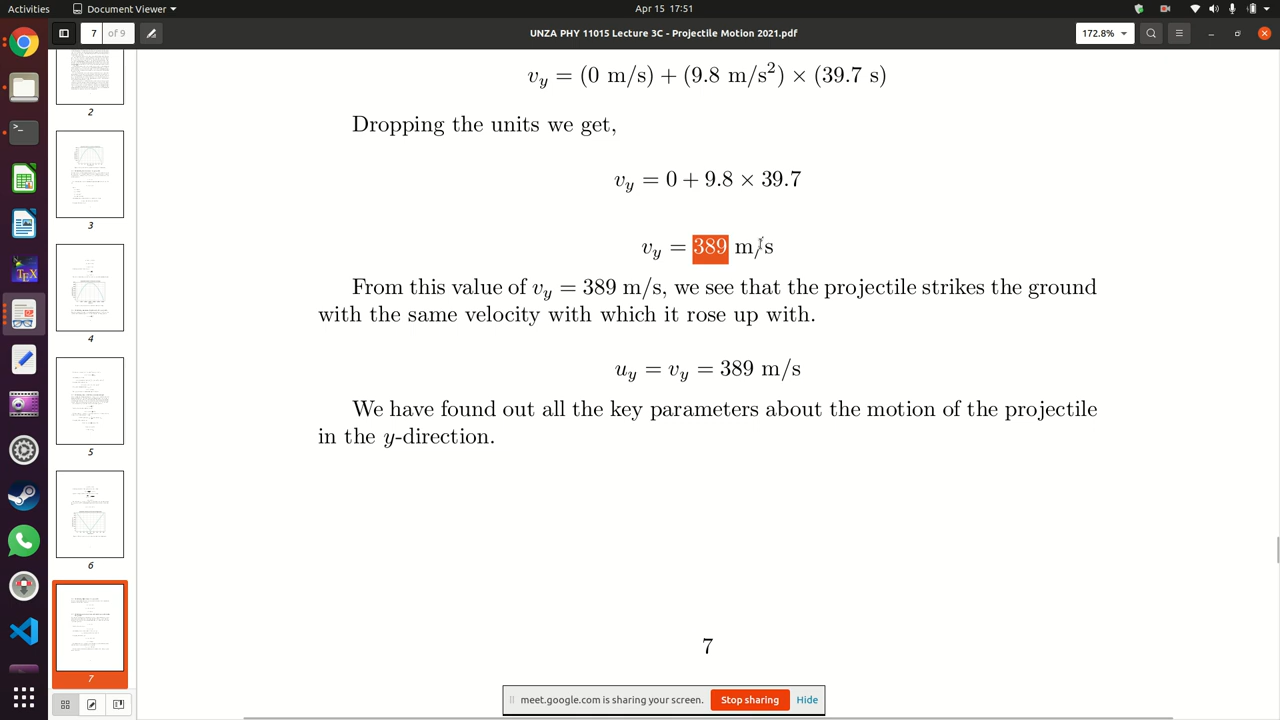 Activities
Document Viewer
Apr 15 17:51
7 of 9
UNZA PHY 11015 Lecture 3C - Projectile Motion 2021.pdf
172.8%
v_y = (0 m/s) + (9.8 m/s²) × (39.7 s)
Dropping the units we get,
v_y = 0 + 9.8 × 39.7
v_y = 389 m/s
From this value of v_y = 389 m/s, we see that the projectile strikes the ground
with the same velocity with which it rose up with.
u_y = v_y = 389 m/s
We have found out all the key parameters about the motion of the projectile
in the y-direction.
7
2
3
4
5
6
7
meet.google.com is sharing your screen.
Stop sharing
Hide